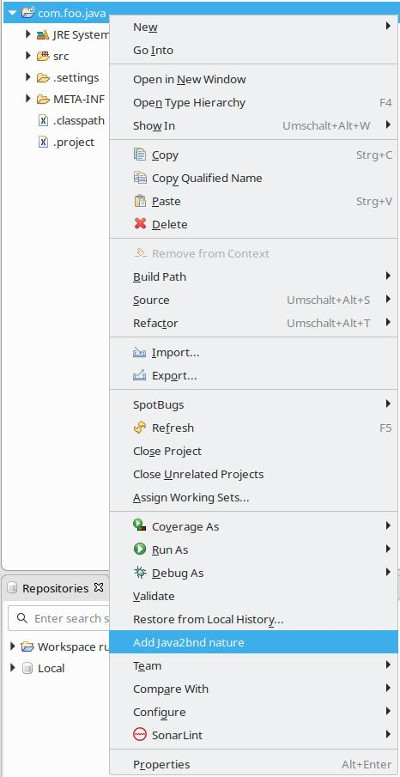 com.foo.java
JRE System
src
.settings
META-INF
.classpath
.project
New
Go Into
Open in New Window
Open Type Hierarchy F4
Show In Umschalt+Alt+W
Copy Strg+C
Copy Qualified Name
Paste Strg+V
Delete
Remove from Context
Build Path
Source Umschalt+Alt+S
Refactor Umschalt+Alt+T
Import...
Export...
SpotBugs
Refresh F5
Close Project
Close Unrelated Projects
Assign Working Sets...
Coverage As
Run As
Debug As
Validate
Restore from Local History...
Add Java2bnd nature
Team
Compare With
Configure
SonarLint
Properties Alt+Enter
Repositories
Enter search s
Workspace ru
Local